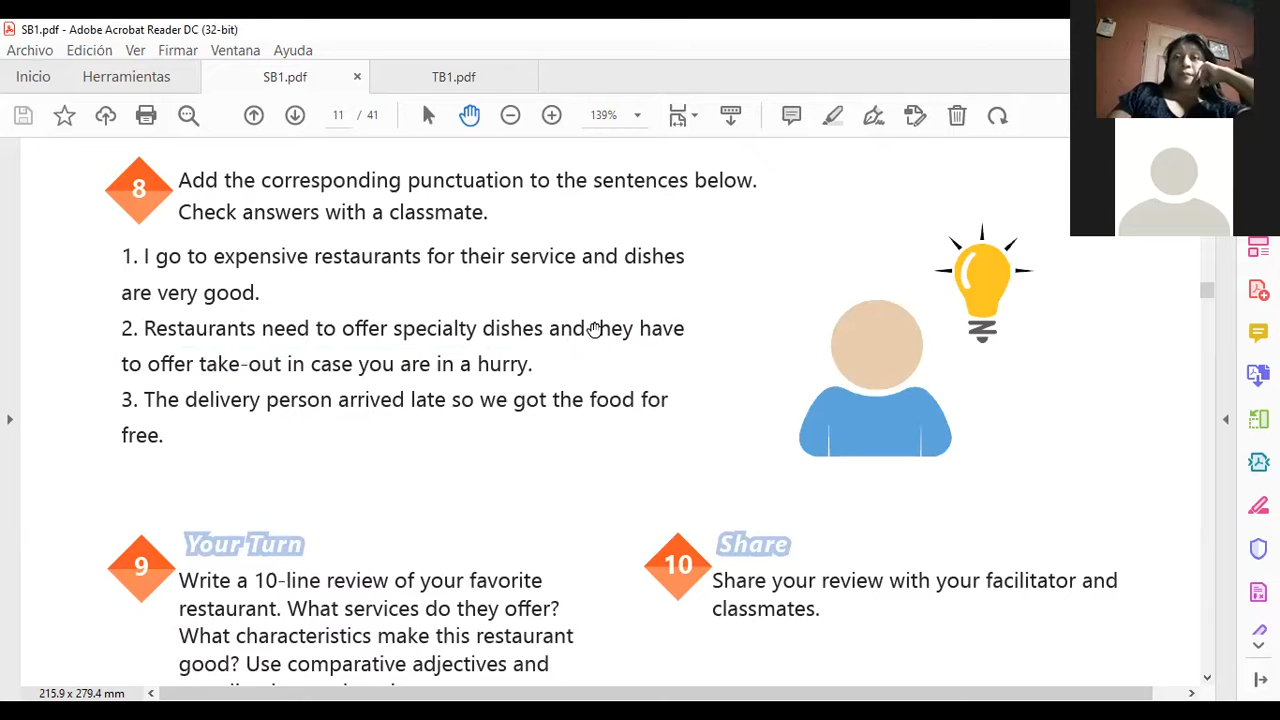 SB1.pdf - Adobe Acrobat Reader DC (32-bit)
Archivo Edición Ver Firmar Ventana Ayuda
Inicio Herramientas SB1.pdf × TB1.pdf
11 / 41 139%
8 Add the corresponding punctuation to the sentences below.
Check answers with a classmate.
1. I go to expensive restaurants for their service and dishes
are very good.
2. Restaurants need to offer specialty dishes and they have
to offer take-out in case you are in a hurry.
3. The delivery person arrived late so we got the food for
free.
9 Your Turn
Write a 10-line review of your favorite
restaurant. What services do they offer?
What characteristics make this restaurant
good? Use comparative adjectives and
10 Share
Share your review with your facilitator and
classmates.
215.9 x 279.4 mm